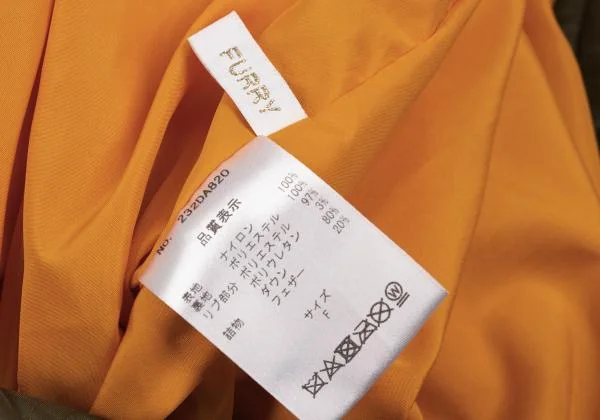 FURRY
NO. 232DA820
品質表示
表地 ナイロン 100%
裏地 ポリエステル 100%
リブ部分 ポリエステル 97%
ポリウレタン 3%
詰物 ダウン 80%
フェザー 20%
サイズ
F
W